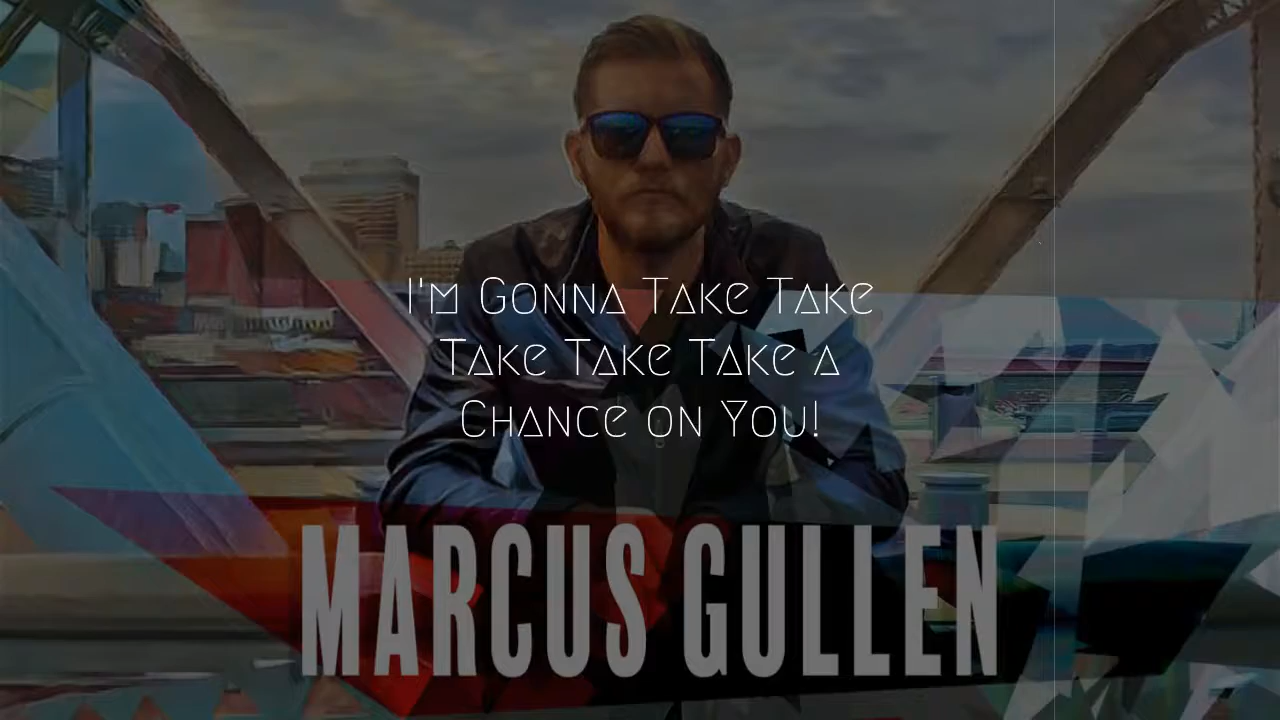 I'm Gonna Take Take
Take Take Take a
Chance on You!
MARCUS GULLEN